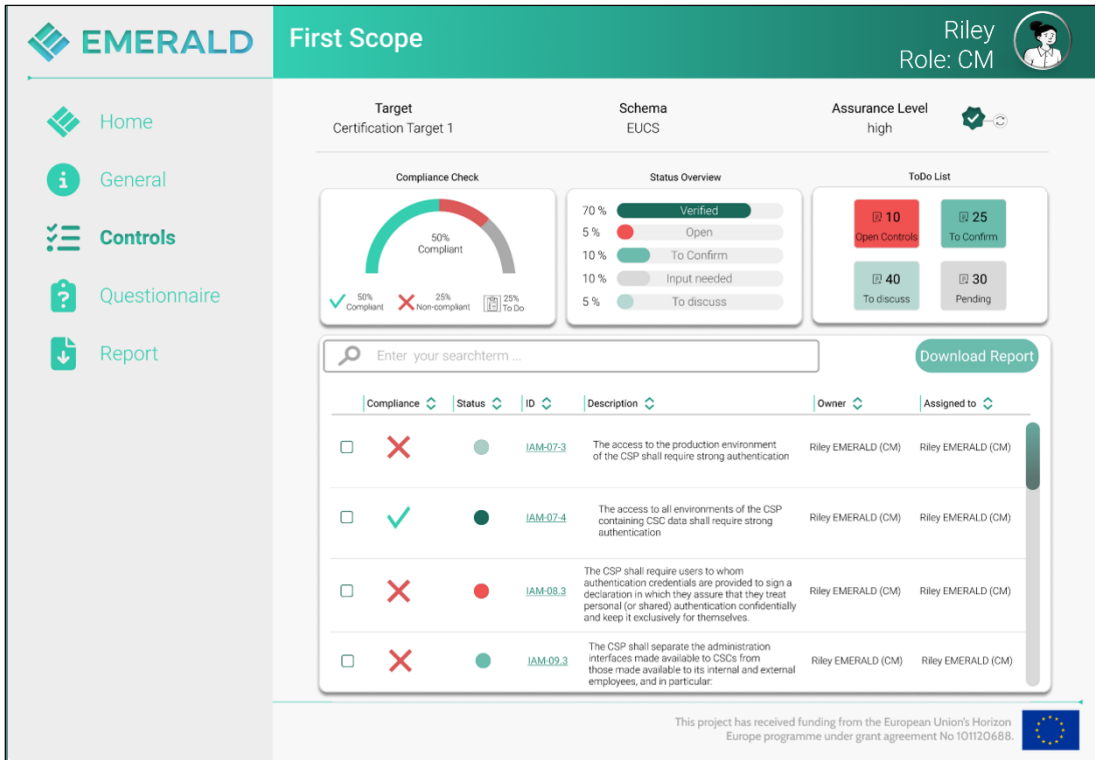 EMERALD
First Scope
Riley
Role: CM
Home
General
Controls
Questionnaire
Report
Target
Certification Target 1
Schema
EUCS
Assurance Level
high
Compliance Check
50%
Compliant
50%
Compliant
25%
Non-compliant
25%
To Do
Status Overview
70 % Verified
5 % Open
10 % To Confirm
10 % Input needed
5 % To discuss
ToDo List
10
Open Controls
25
To Confirm
40
To discuss
30
Pending
Enter your searchterm ...
Download Report
Compliance Status ID Description Owner Assigned to
IAM-07-3
The access to the production environment
of the CSP shall require strong authentication
Riley EMERALD (CM) Riley EMERALD (CM)
IAM-07-4
The access to all environments of the CSP
containing CSC data shall require strong
authentication
Riley EMERALD (CM) Riley EMERALD (CM)
IAM-08.3
The CSP shall require users to whom
authentication credentials are provided to sign a
declaration in which they assure that they treat
personal (or shared) authentication confidentially
and keep it exclusively for themselves.
Riley EMERALD (CM) Riley EMERALD (CM)
IAM-09.3
The CSP shall separate the administration
interfaces made available to CSCs from
those made available to its internal and external
employees, and in particular:
Riley EMERALD (CM) Riley EMERALD (CM)
This project has received funding from the European Union's Horizon
Europe programme under grant agreement No 101120688.